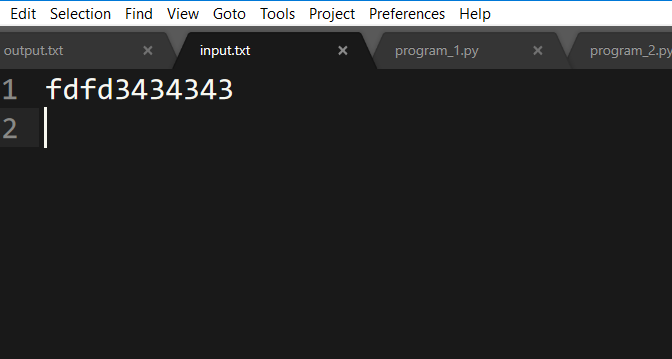 Edit Selection Find View Goto Tools Project Preferences Help
output.txt × input.txt × program_1.py × program_2.py
1 fdfd3434343
2